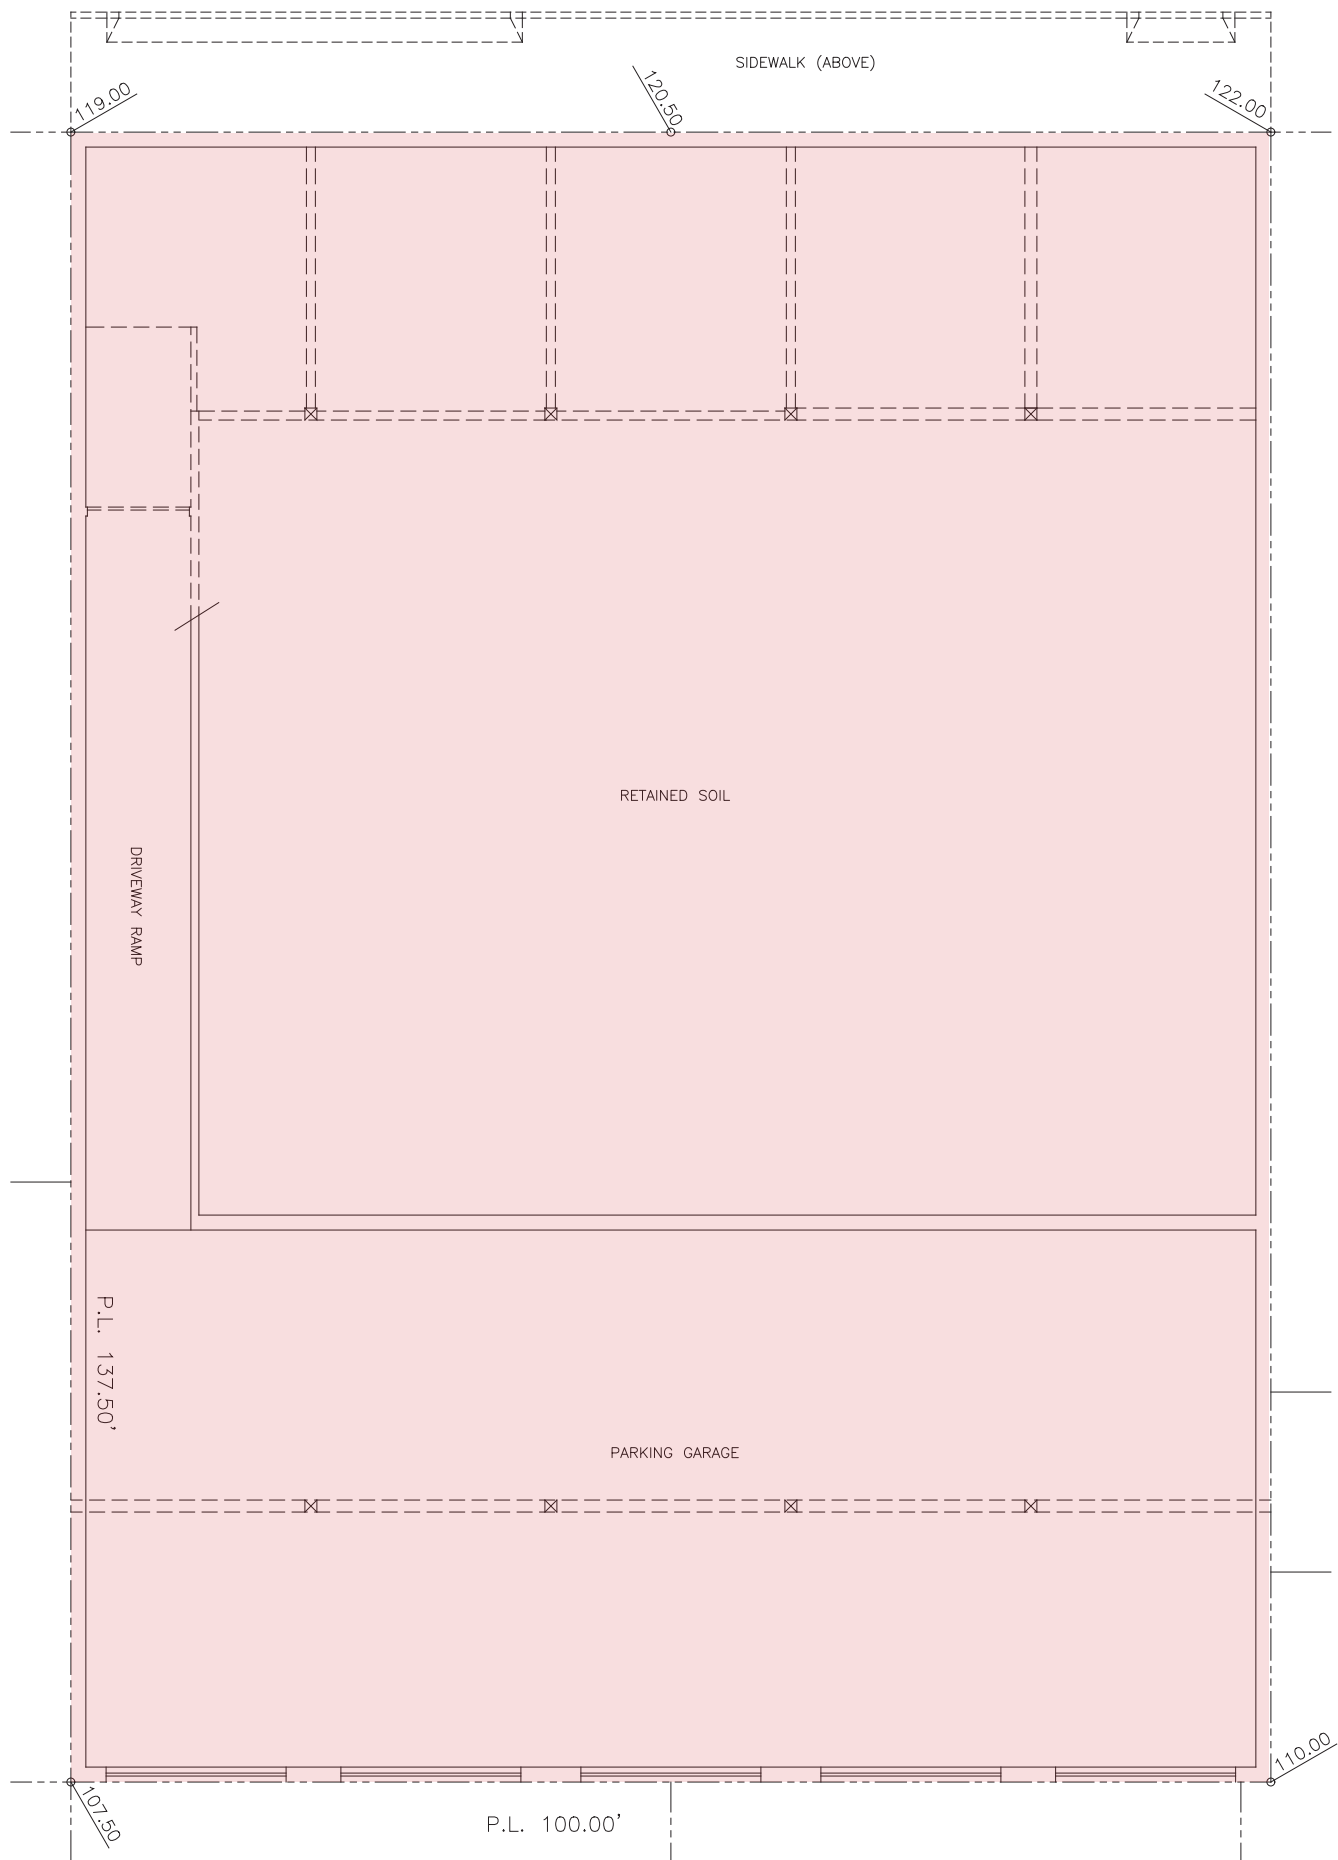 SIDEWALK (ABOVE)
119.00
120.50
122.00
RETAINED SOIL
DRIVEWAY RAMP
P.L. 137.50'
PARKING GARAGE
110.00
107.50
P.L. 100.00'